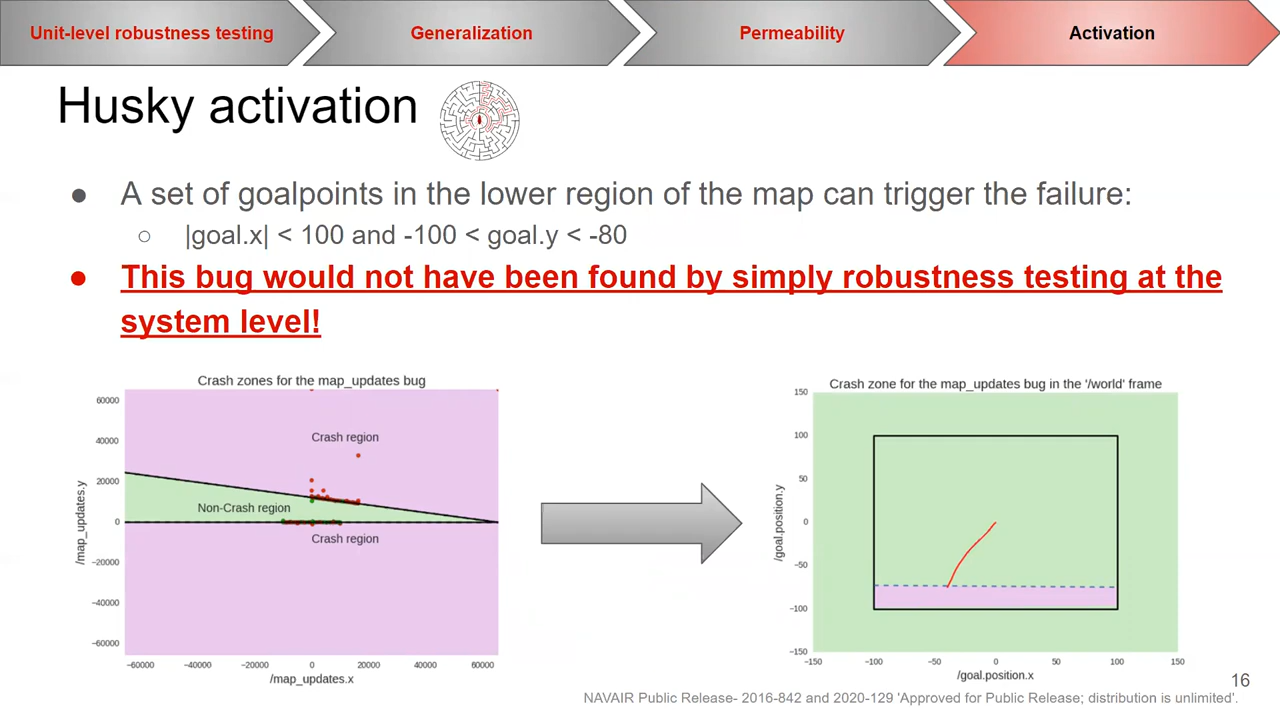 Unit-level robustness testing
Generalization
Permeability
Activation
Husky activation
● A set of goalpoints in the lower region of the map can trigger the failure:
○ |goal.x| < 100 and -100 < goal.y < -80
● This bug would not have been found by simply robustness testing at the
system level!
Crash zones for the map_updates bug
60000
40000
20000
0
−20000
−40000
−60000
/map_updates.y
Crash region
Non-Crash region
Crash region
−60000 −40000 −20000 0 20000 40000 60000
/map_updates.x
Crash zone for the map_updates bug in the '/world' frame
150
100
50
0
−50
−100
−150
/goal.position.y
−150 −100 −50 0 50 100 150
/goal.position.x
16
NAVAIR Public Release- 2016-842 and 2020-129 'Approved for Public Release; distribution is unlimited'.